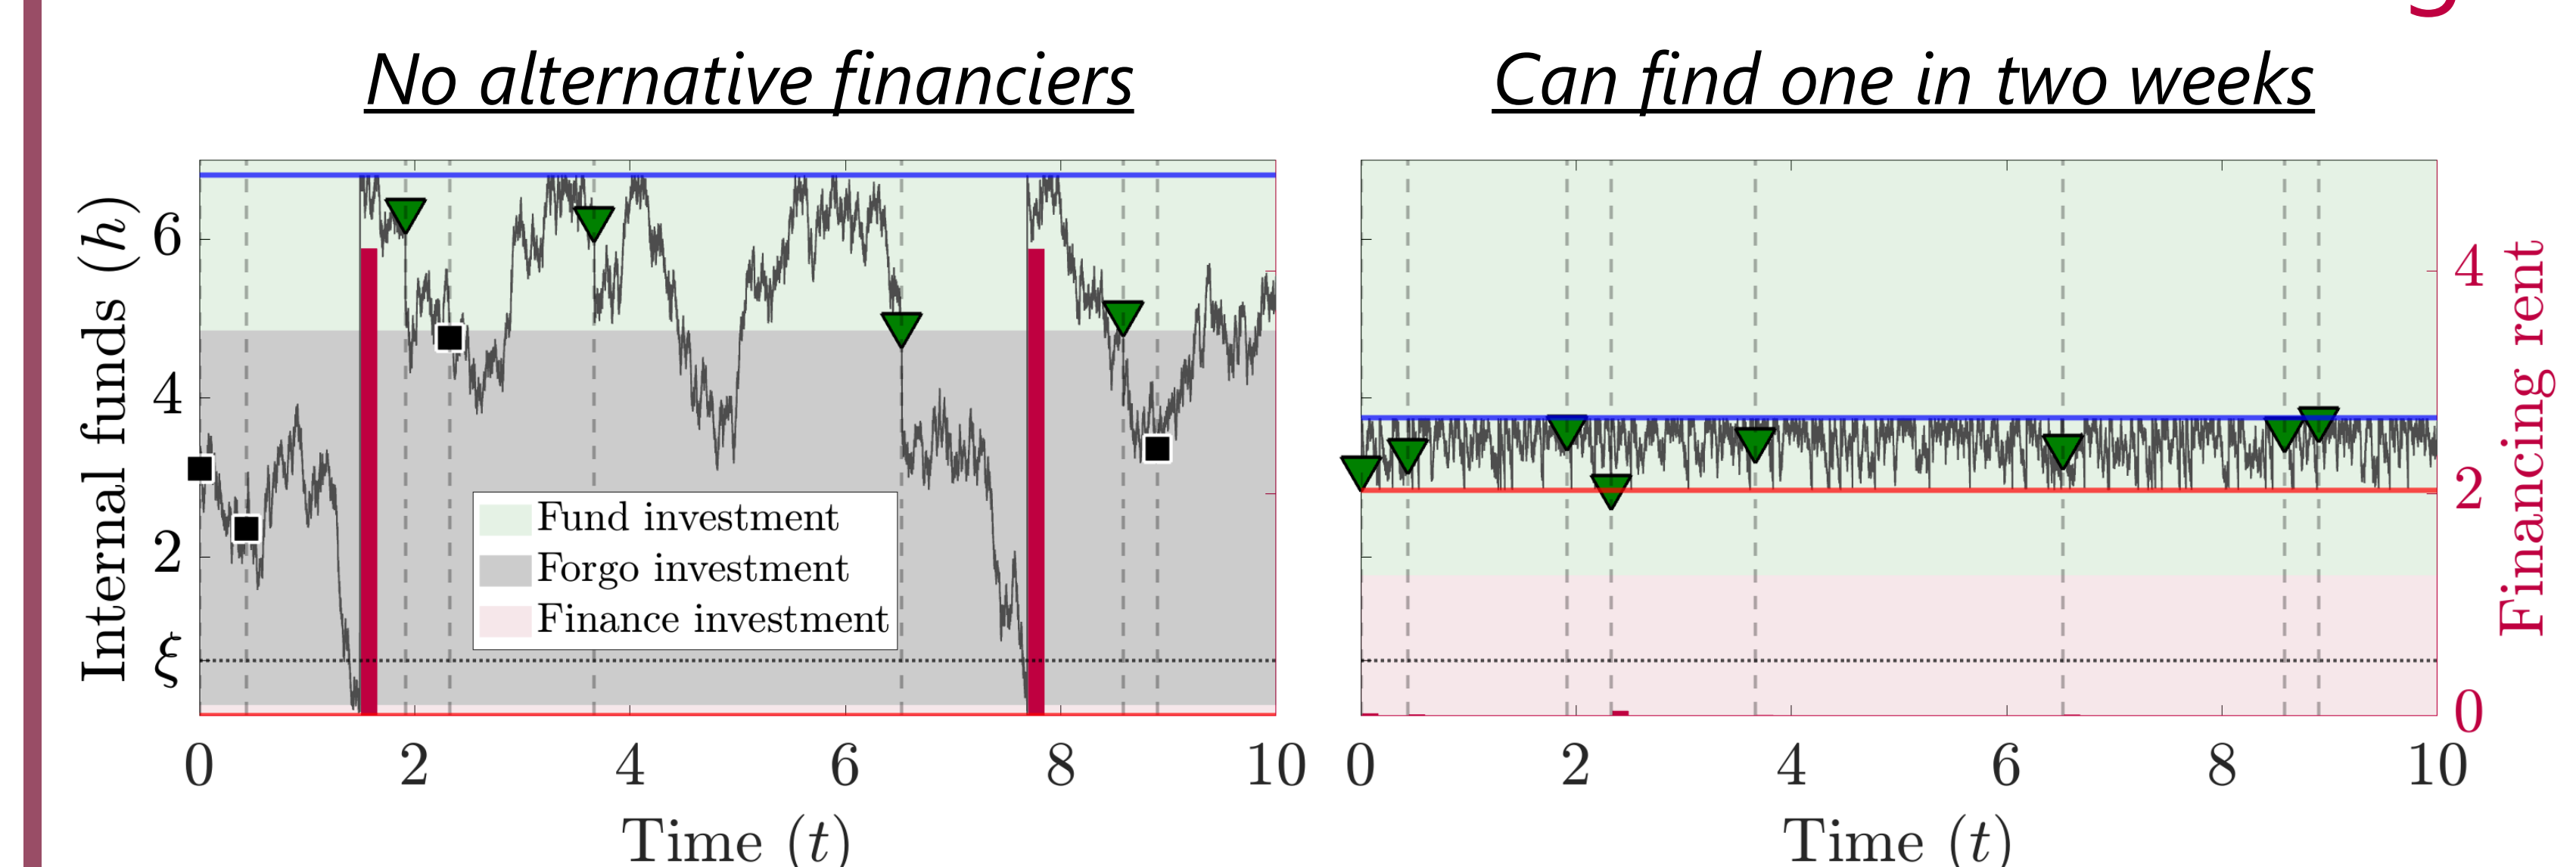 No alternative financiers
Can find one in two weeks
Internal funds (h)
6
4
2
ξ
Fund investment
Forgo investment
Finance investment
0 2 4 6 8 10
Time (t)
4
2
0
Financing rent
0 2 4 6 8 10
Time (t)